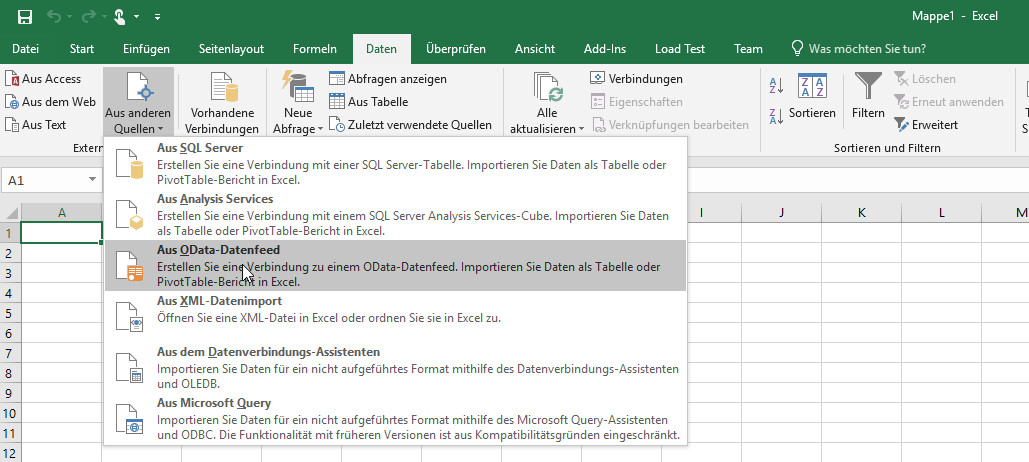 Mappe1 - Excel
Datei Start Einfügen Seitenlayout Formeln Daten Überprüfen Ansicht Add-Ins Load Test Team Was möchten Sie tun?
Aus Access
Aus dem Web
Aus Text
Aus anderen
Quellen
Vorhandene
Verbindungen
Neue
Abfrage
Abfragen anzeigen
Aus Tabelle
Zuletzt verwendete Quellen
Alle
aktualisieren
Verbindungen
Eigenschaften
Verknüpfungen bearbeiten
A
Z
Z
A
Z A
A Z
Sortieren
Filtern
Löschen
Erneut anwenden
Erweitert
Extern
Sortieren und Filtern
Aus SQL Server
Erstellen Sie eine Verbindung mit einer SQL Server-Tabelle. Importieren Sie Daten als Tabelle oder
PivotTable-Bericht in Excel.
Aus Analysis Services
Erstellen Sie eine Verbindung mit einem SQL Server Analysis Services-Cube. Importieren Sie Daten
als Tabelle oder PivotTable-Bericht in Excel.
Aus OData-Datenfeed
Erstellen Sie eine Verbindung zu einem OData-Datenfeed. Importieren Sie Daten als Tabelle oder
PivotTable-Bericht in Excel.
Aus XML-Datenimport
Öffnen Sie eine XML-Datei in Excel oder ordnen Sie sie in Excel zu.
Aus dem Datenverbindungs-Assistenten
Importieren Sie Daten für ein nicht aufgeführtes Format mithilfe des Datenverbindungs-Assistenten
und OLEDB.
Aus Microsoft Query
Importieren Sie Daten für ein nicht aufgeführtes Format mithilfe des Microsoft Query-Assistenten
und ODBC. Die Funktionalität mit früheren Versionen ist aus Kompatibilitätsgründen eingeschränkt.
A1
A I J K L M
1
2
3
4
5
6
7
8
9
10
11
12